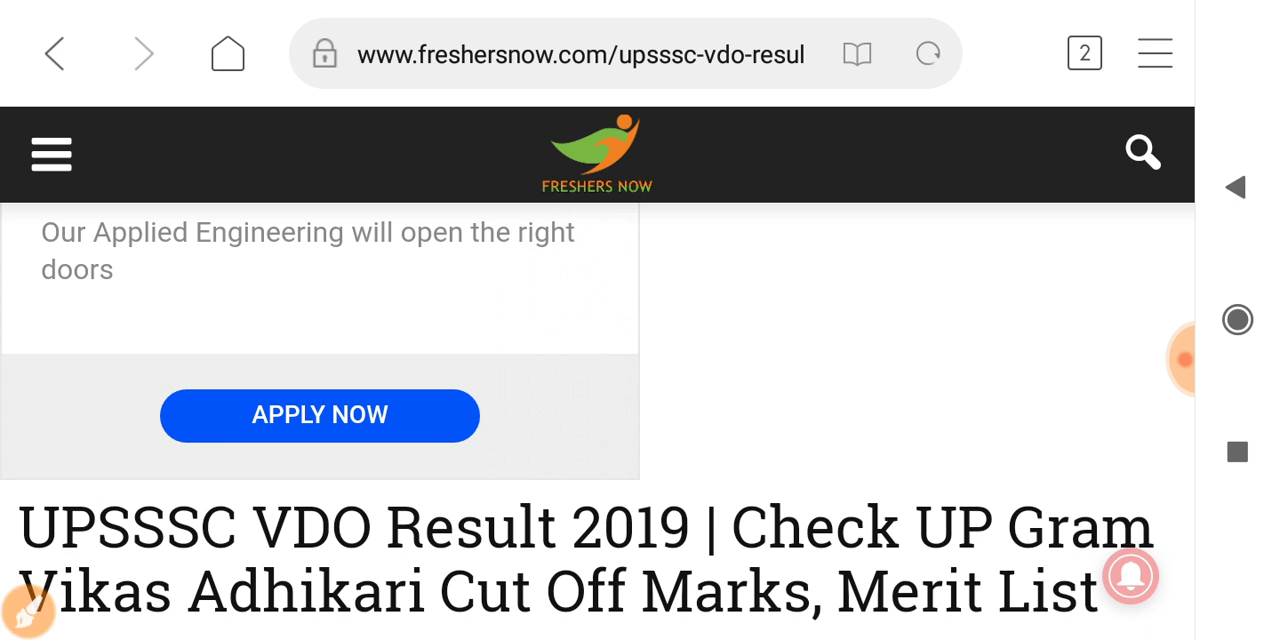 www.freshersnow.com/upsssc-vdo-resul
2
FRESHERS NOW
Our Applied Engineering will open the right
doors
APPLY NOW
UPSSSC VDO Result 2019 | Check UP Gram
Vikas Adhikari Cut Off Marks, Merit List